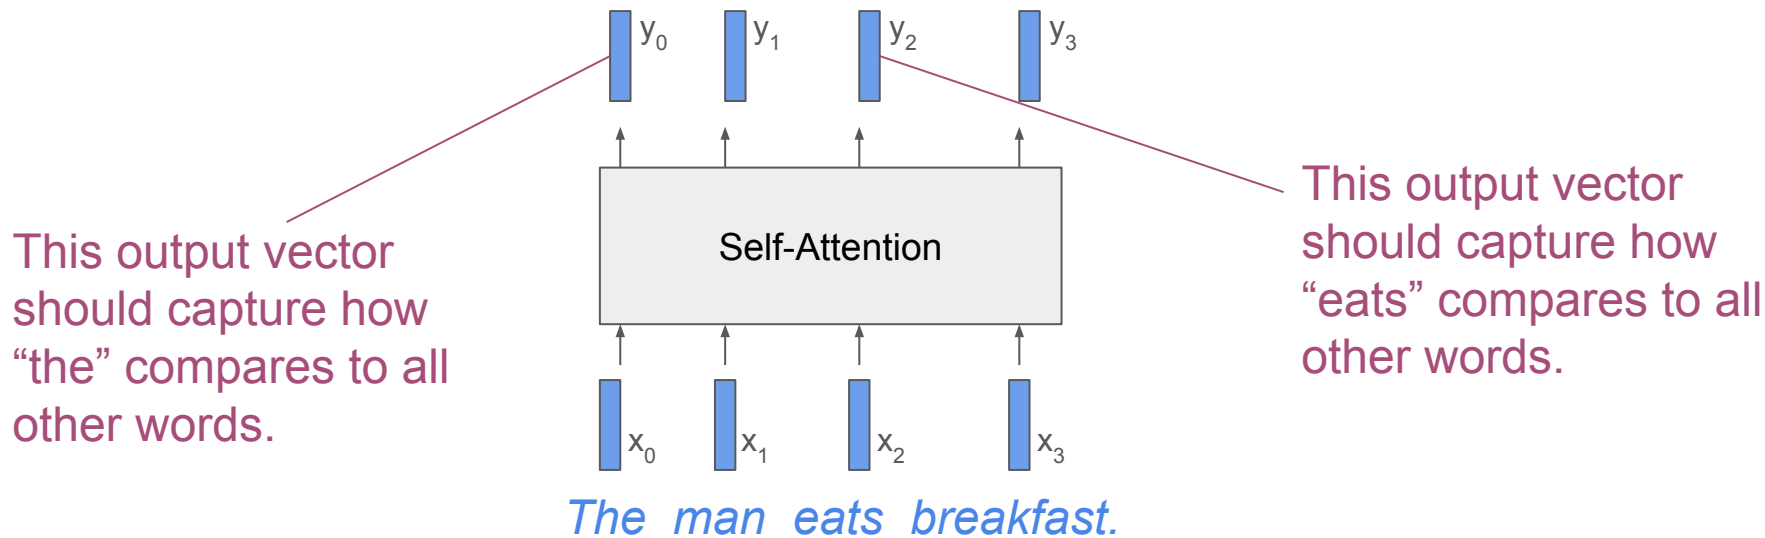 y₀ y₁ y₂ y₃
This output vector
should capture how
“the” compares to all
other words.
Self-Attention
This output vector
should capture how
“eats” compares to all
other words.
x₀ x₁ x₂ x₃
The man eats breakfast.